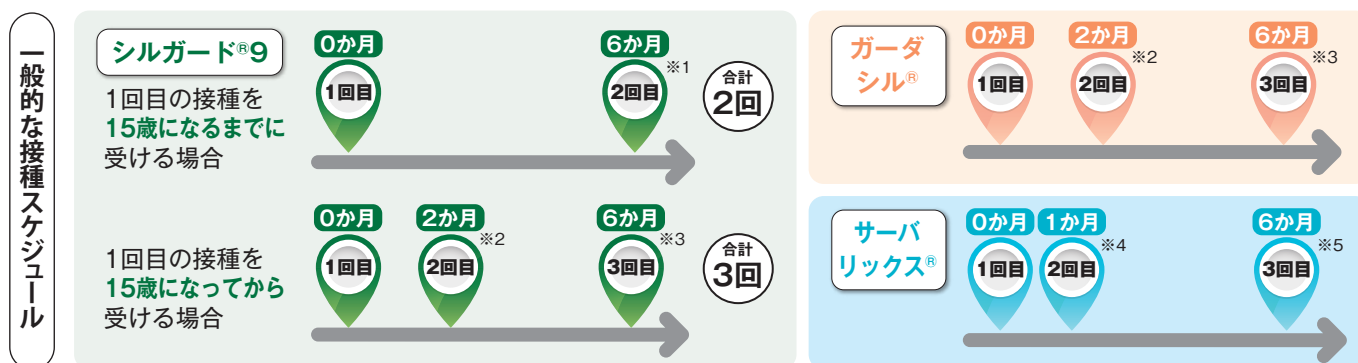 一般的な接種スケジュール
シルガード®9
1回目の接種を
15歳になるまでに
受ける場合
0か月
1回目
6か月
※1
2回目
合計
2回
1回目の接種を
15歳になってから
受ける場合
0か月
1回目
2か月
※2
2回目
6か月
※3
3回目
合計
3回
ガーダ
シル®
0か月
1回目
2か月
※2
2回目
6か月
※3
3回目
サーバ
リックス®
0か月
1回目
1か月
※4
2回目
6か月
※5
3回目